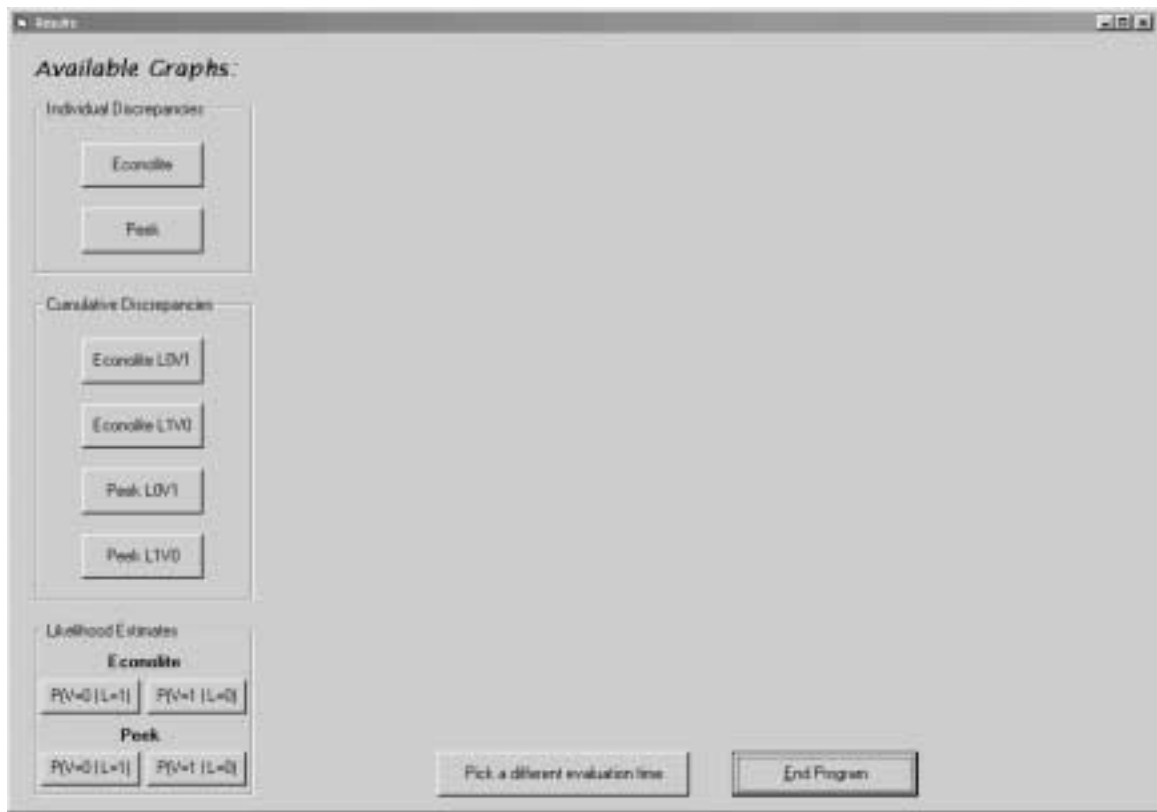 Results
Available Graphs:
Individual Discrepancies
Econolite
Peek
Cumulative Discrepancies
Econolite L0V1
Econolite L1V0
Peek L0V1
Peek L1V0
Likelihood Estimates
Econolite
P(V=0 | L=1) P(V=1 | L=0)
Peek
P(V=0 | L=1) P(V=1 | L=0)
Pick a different evaluation time End Program